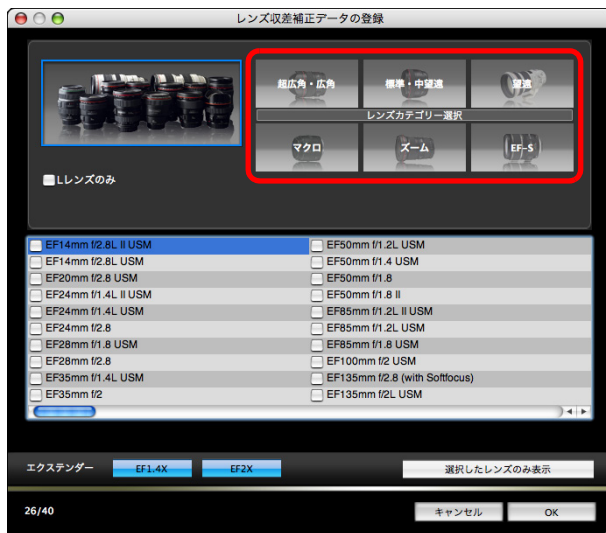 レンズ収差補正データの登録
超広角・広角 標準・中望遠 望遠
レンズカテゴリー選択
マクロ ズーム EF-S
Lレンズのみ
EF14mm f/2.8L II USM EF50mm f/1.2L USM
EF14mm f/2.8L USM EF50mm f/1.4 USM
EF20mm f/2.8 USM EF50mm f/1.8
EF24mm f/1.4L II USM EF50mm f/1.8 II
EF24mm f/1.4L USM EF85mm f/1.2L II USM
EF24mm f/2.8 EF85mm f/1.2L USM
EF28mm f/1.8 USM EF85mm f/1.8 USM
EF28mm f/2.8 EF100mm f/2 USM
EF35mm f/1.4L USM EF135mm f/2.8 (with Softfocus)
EF35mm f/2 EF135mm f/2L USM
エクステンダー EF1.4X EF2X 選択したレンズのみ表示
26/40 キャンセル OK